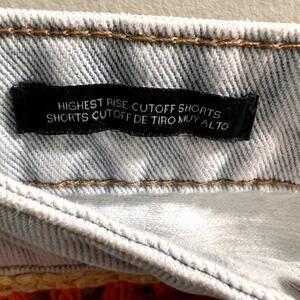 HIGHEST RISE CUTOFF SHORTS
SHORTS CUTOFF DE TIRO MUY ALTO